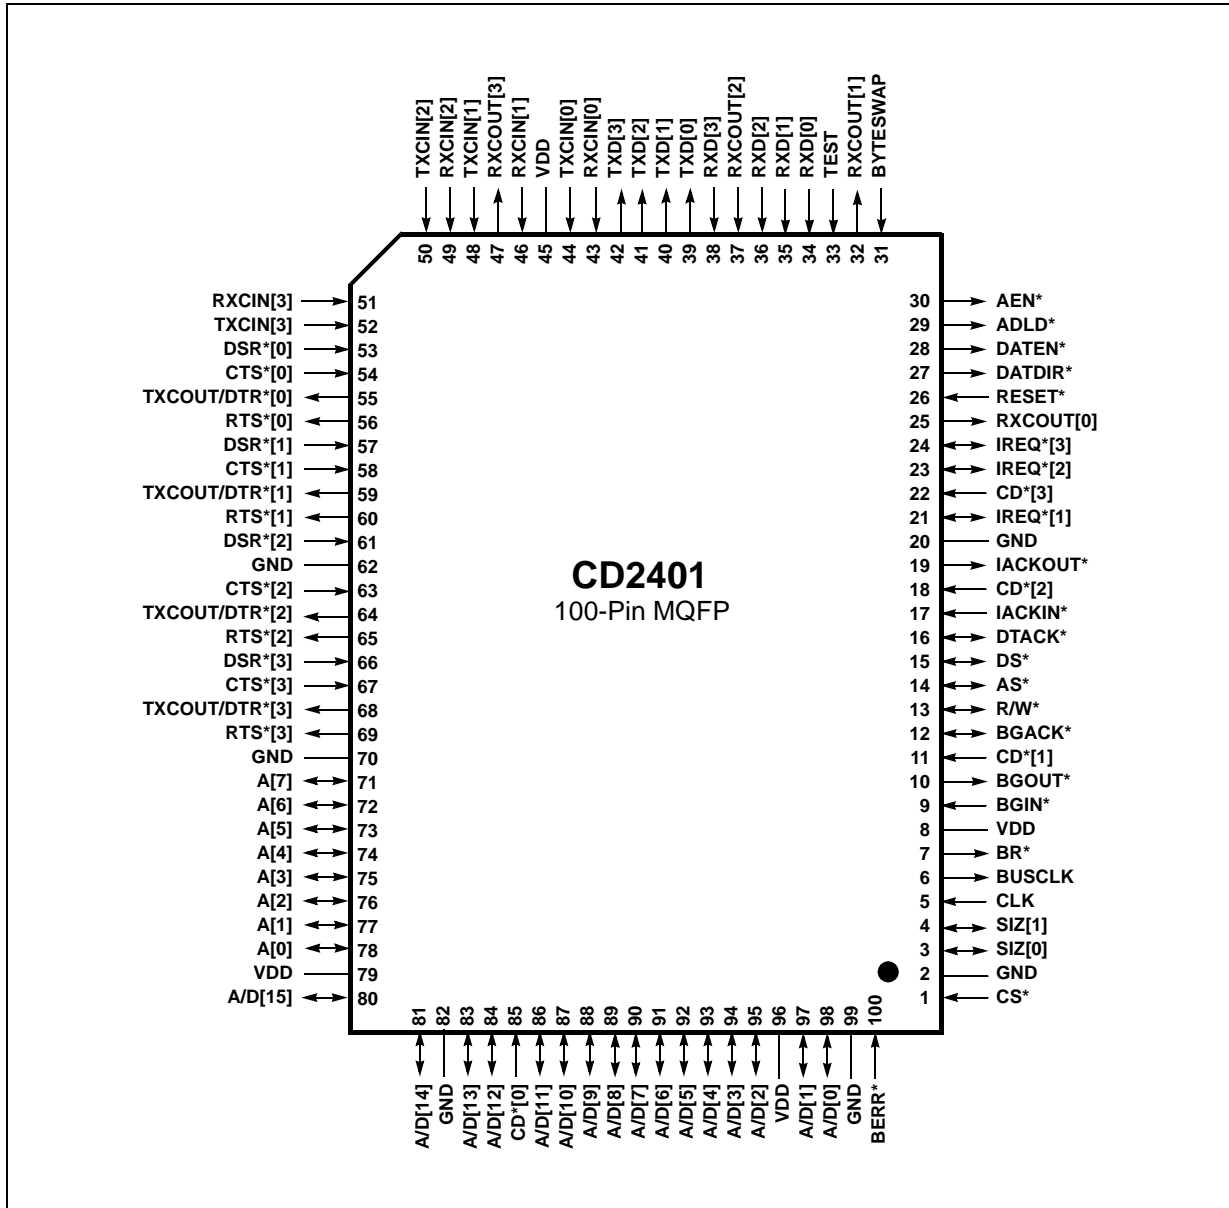 TXCIN[2]
RXCIN[2]
TXCIN[1]
RXCOUT[3]
RXCIN[1]
VDD
TXCIN[0]
RXCIN[0]
TXD[3]
TXD[2]
TXD[1]
TXD[0]
RXD[3]
RXCOUT[2]
RXD[2]
RXD[1]
RXD[0]
TEST
RXCOUT[1]
BYTESWAP
50
49
48
47
46
45
44
43
42
41
40
39
38
37
36
35
34
33
32
31
RXCIN[3] 51
TXCIN[3] 52
DSR*[0] 53
CTS*[0] 54
TXCOUT/DTR*[0] 55
RTS*[0] 56
DSR*[1] 57
CTS*[1] 58
TXCOUT/DTR*[1] 59
RTS*[1] 60
DSR*[2] 61
GND 62
CTS*[2] 63
TXCOUT/DTR*[2] 64
RTS*[2] 65
DSR*[3] 66
CTS*[3] 67
TXCOUT/DTR*[3] 68
RTS*[3] 69
GND 70
A[7] 71
A[6] 72
A[5] 73
A[4] 74
A[3] 75
A[2] 76
A[1] 77
A[0] 78
VDD 79
A/D[15] 80
CD2401
100-Pin MQFP
30 AEN*
29 ADLD*
28 DATEN*
27 DATDIR*
26 RESET*
25 RXCOUT[0]
24 IREQ*[3]
23 IREQ*[2]
22 CD*[3]
21 IREQ*[1]
20 GND
19 IACKOUT*
18 CD*[2]
17 IACKIN*
16 DTACK*
15 DS*
14 AS*
13 R/W*
12 BGACK*
11 CD*[1]
10 BGOUT*
9 BGIN*
8 VDD
7 BR*
6 BUSCLK
5 CLK
4 SIZ[1]
3 SIZ[0]
2 GND
1 CS*
81
82
83
84
85
86
87
88
89
90
91
92
93
94
95
96
97
98
99
100
A/D[14]
GND
A/D[13]
A/D[12]
CD*[0]
A/D[11]
A/D[10]
A/D[9]
A/D[8]
A/D[7]
A/D[6]
A/D[5]
A/D[4]
A/D[3]
A/D[2]
VDD
A/D[1]
A/D[0]
GND
BERR*